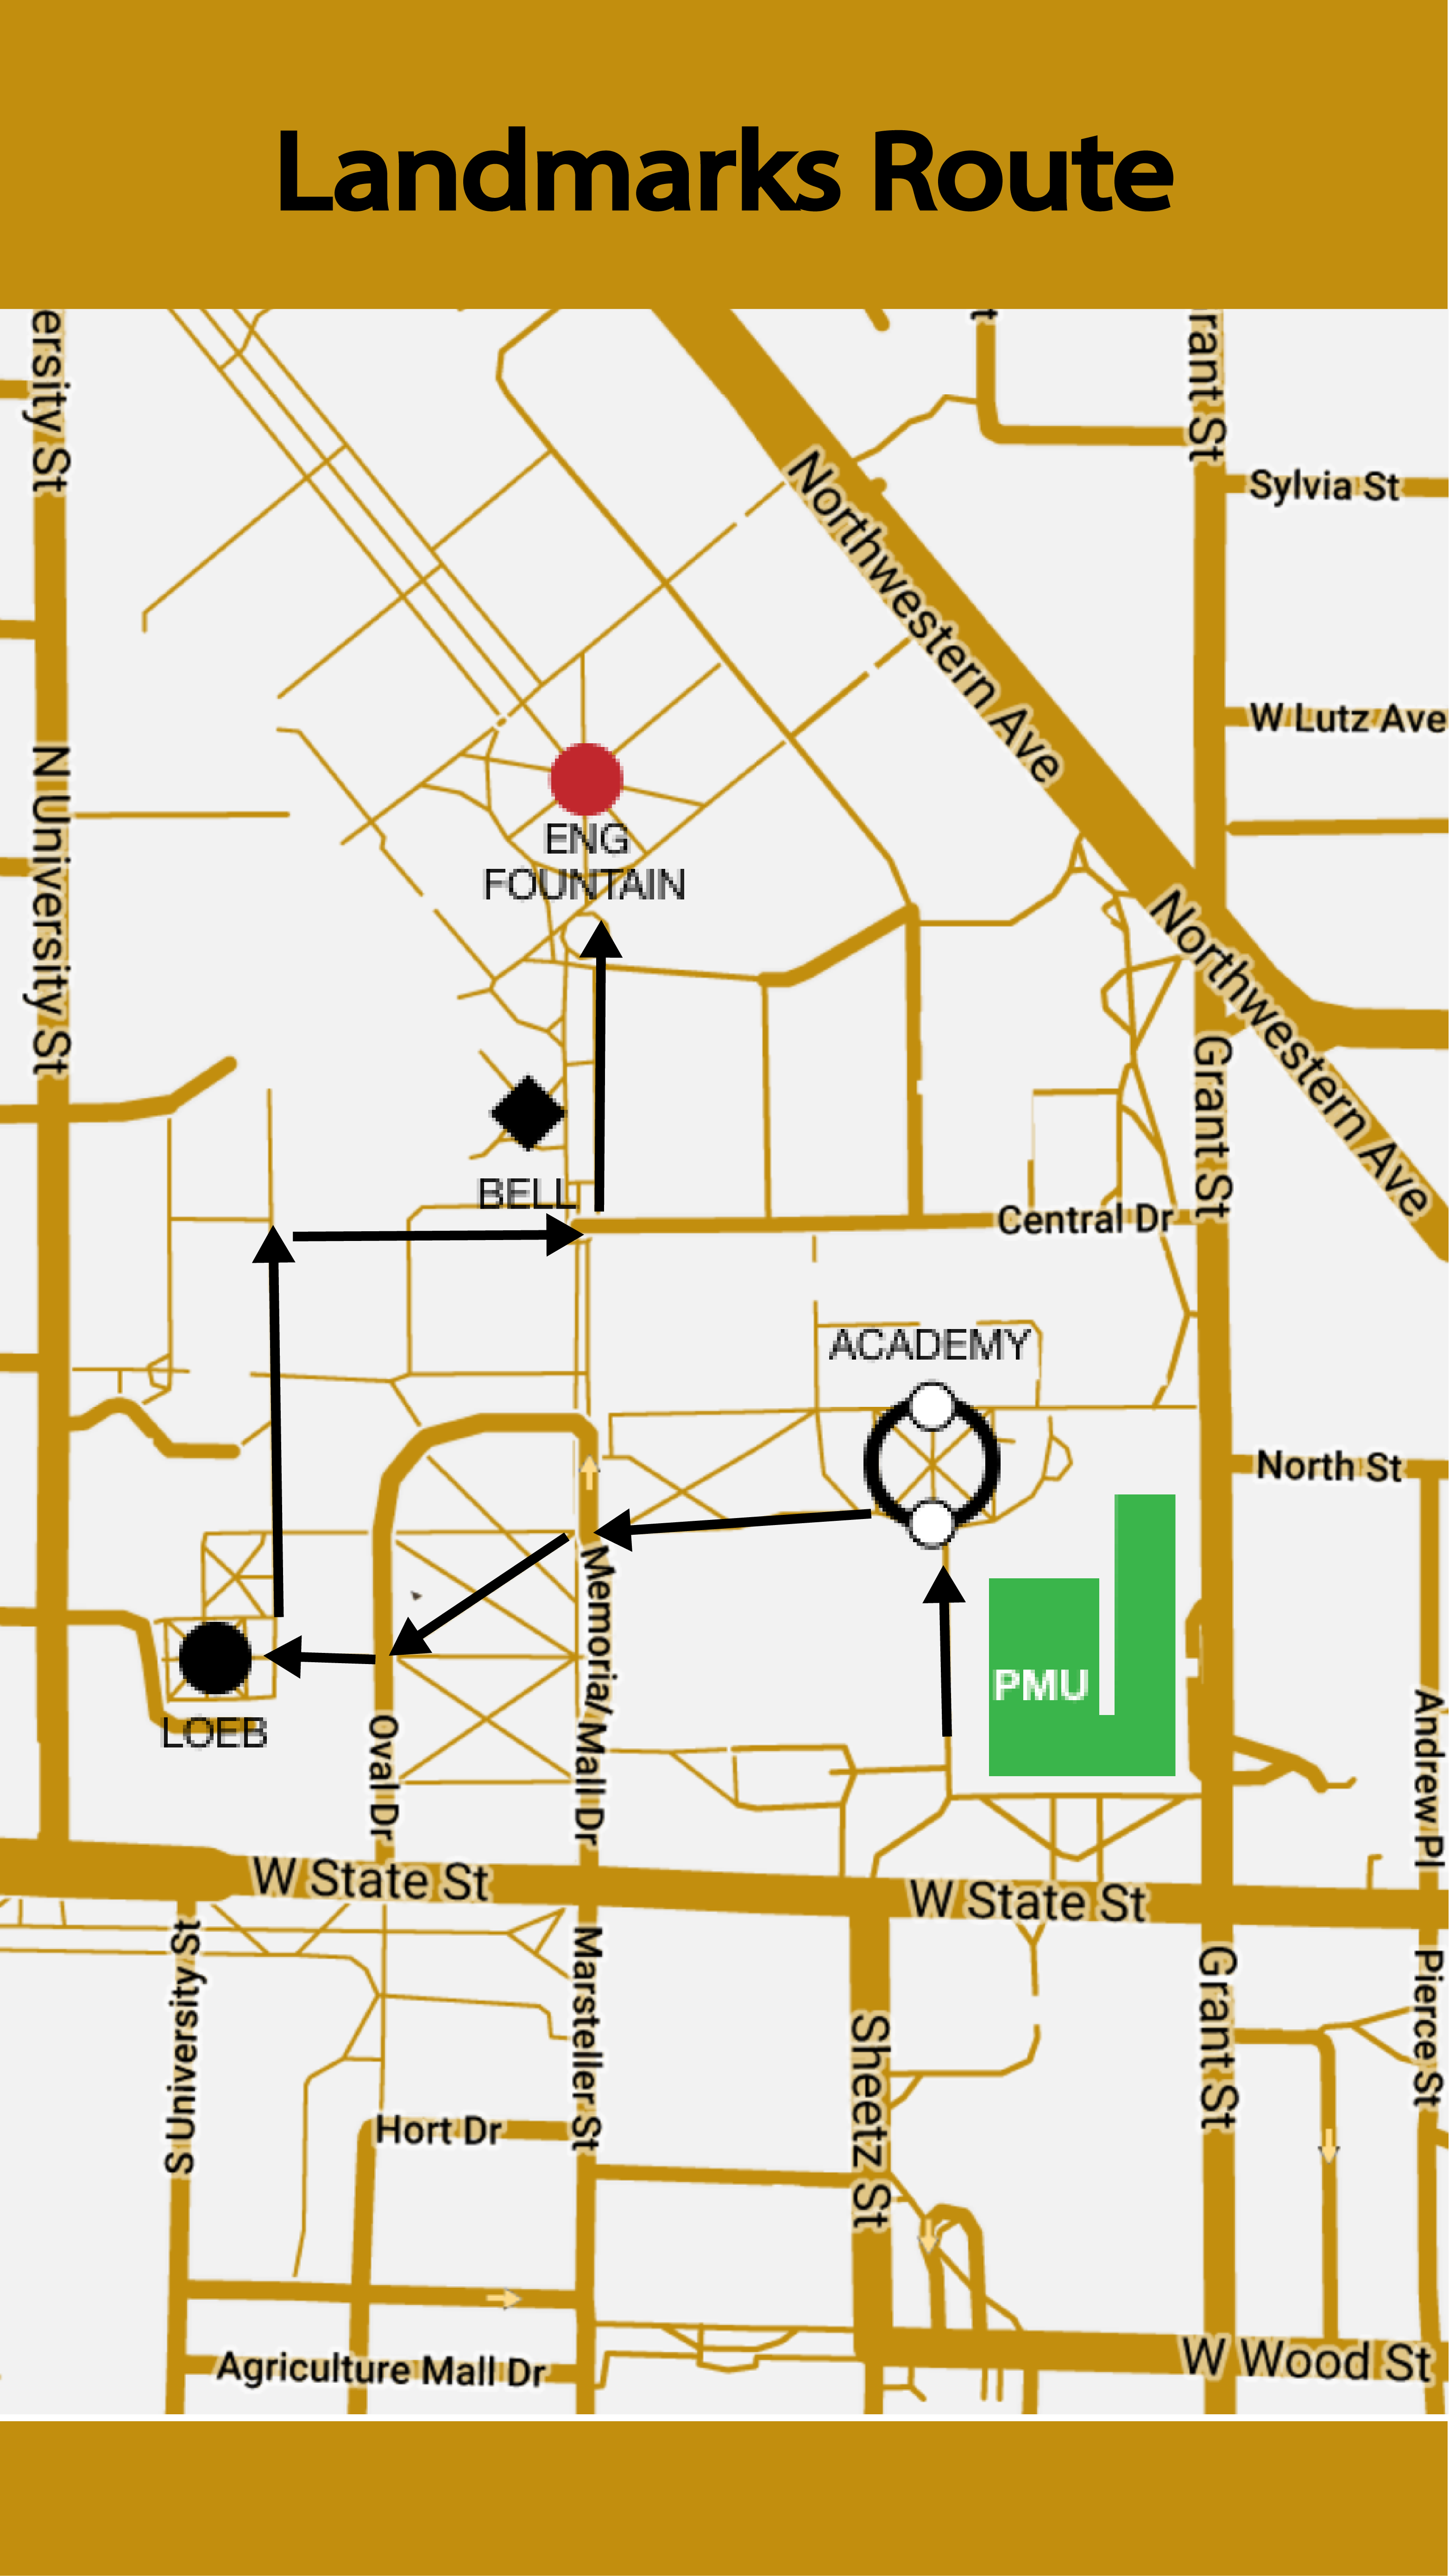 Landmarks Route
ersity St
t
rant St
Sylvia St
Northwestern Ave
W Lutz Ave
N University St
ENG
FOUNTAIN
Northwestern Ave
Grant St
BELL
Central Dr
ACADEMY
North St
Memorial Mall Dr
PMU
LOEB
Oval Dr
Andrew Pl
W State St
W State St
S University St
Marsteller St
Sheetz St
Grant St
Pierce St
Hort Dr
Agriculture Mall Dr
W Wood St